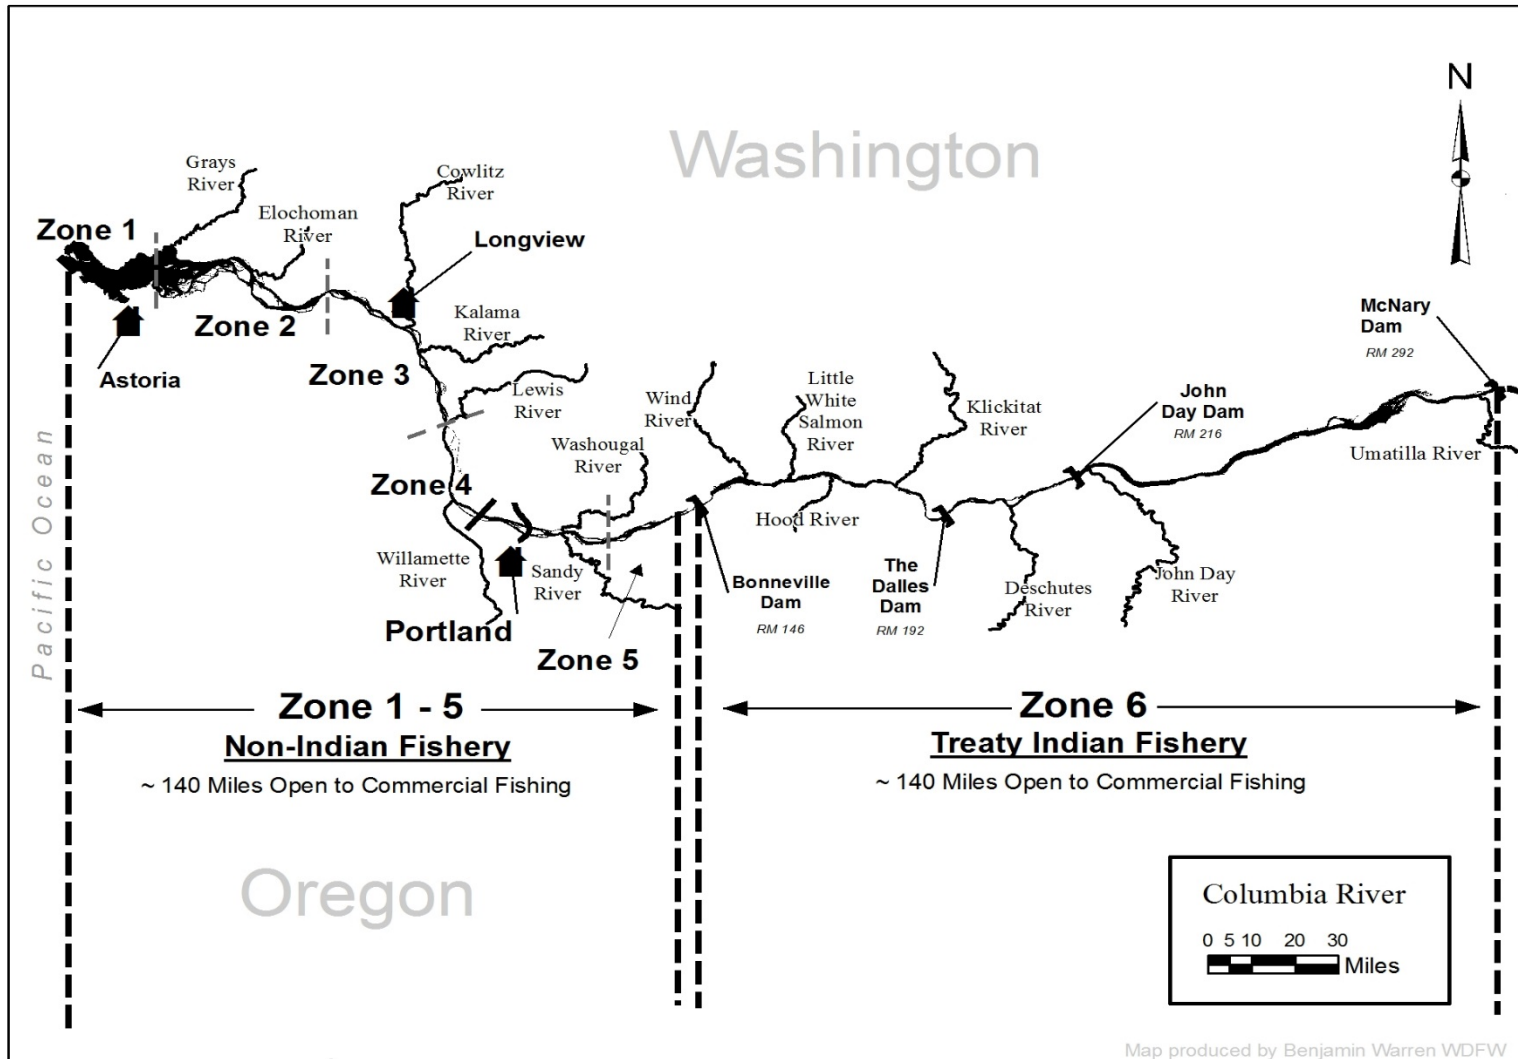 N
Washington
Grays
River
Cowlitz
River
Elochoman
River
Zone 1
Longview
McNary
Dam
RM 292
Zone 2
Kalama
River
Astoria
Zone 3
Lewis
River
Wind
River
Little
White
Salmon
River
Klickitat
River
John
Day Dam
RM 216
Washougal
River
Umatilla River
Pacific Ocean
Zone 4
Hood River
Willamette
River
Sandy
River
Bonneville
Dam
RM 146
The
Dalles
Dam
RM 192
Deschutes
River
John Day
River
Portland
Zone 5
Zone 1 - 5
Non-Indian Fishery
~ 140 Miles Open to Commercial Fishing
Zone 6
Treaty Indian Fishery
~ 140 Miles Open to Commercial Fishing
Oregon
Columbia River
0 5 10 20 30
Miles
Map produced by Benjamin Warren WDFW